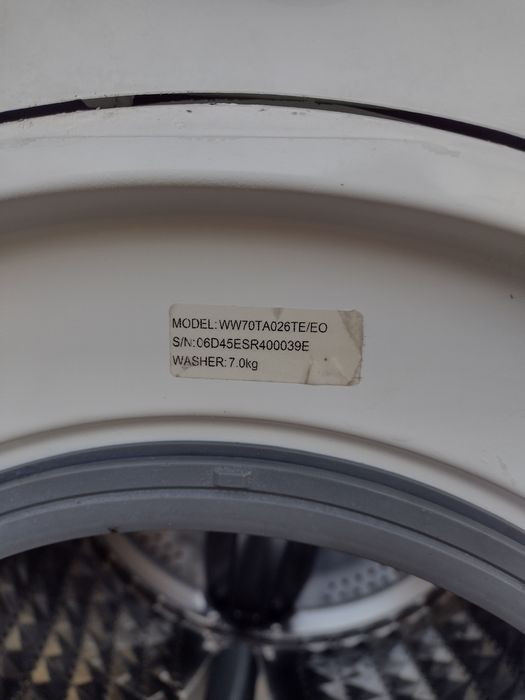 MODEL: WW70TA026TE/EO
S/N: 06D45ESR400039E
WASHER: 7.0kg